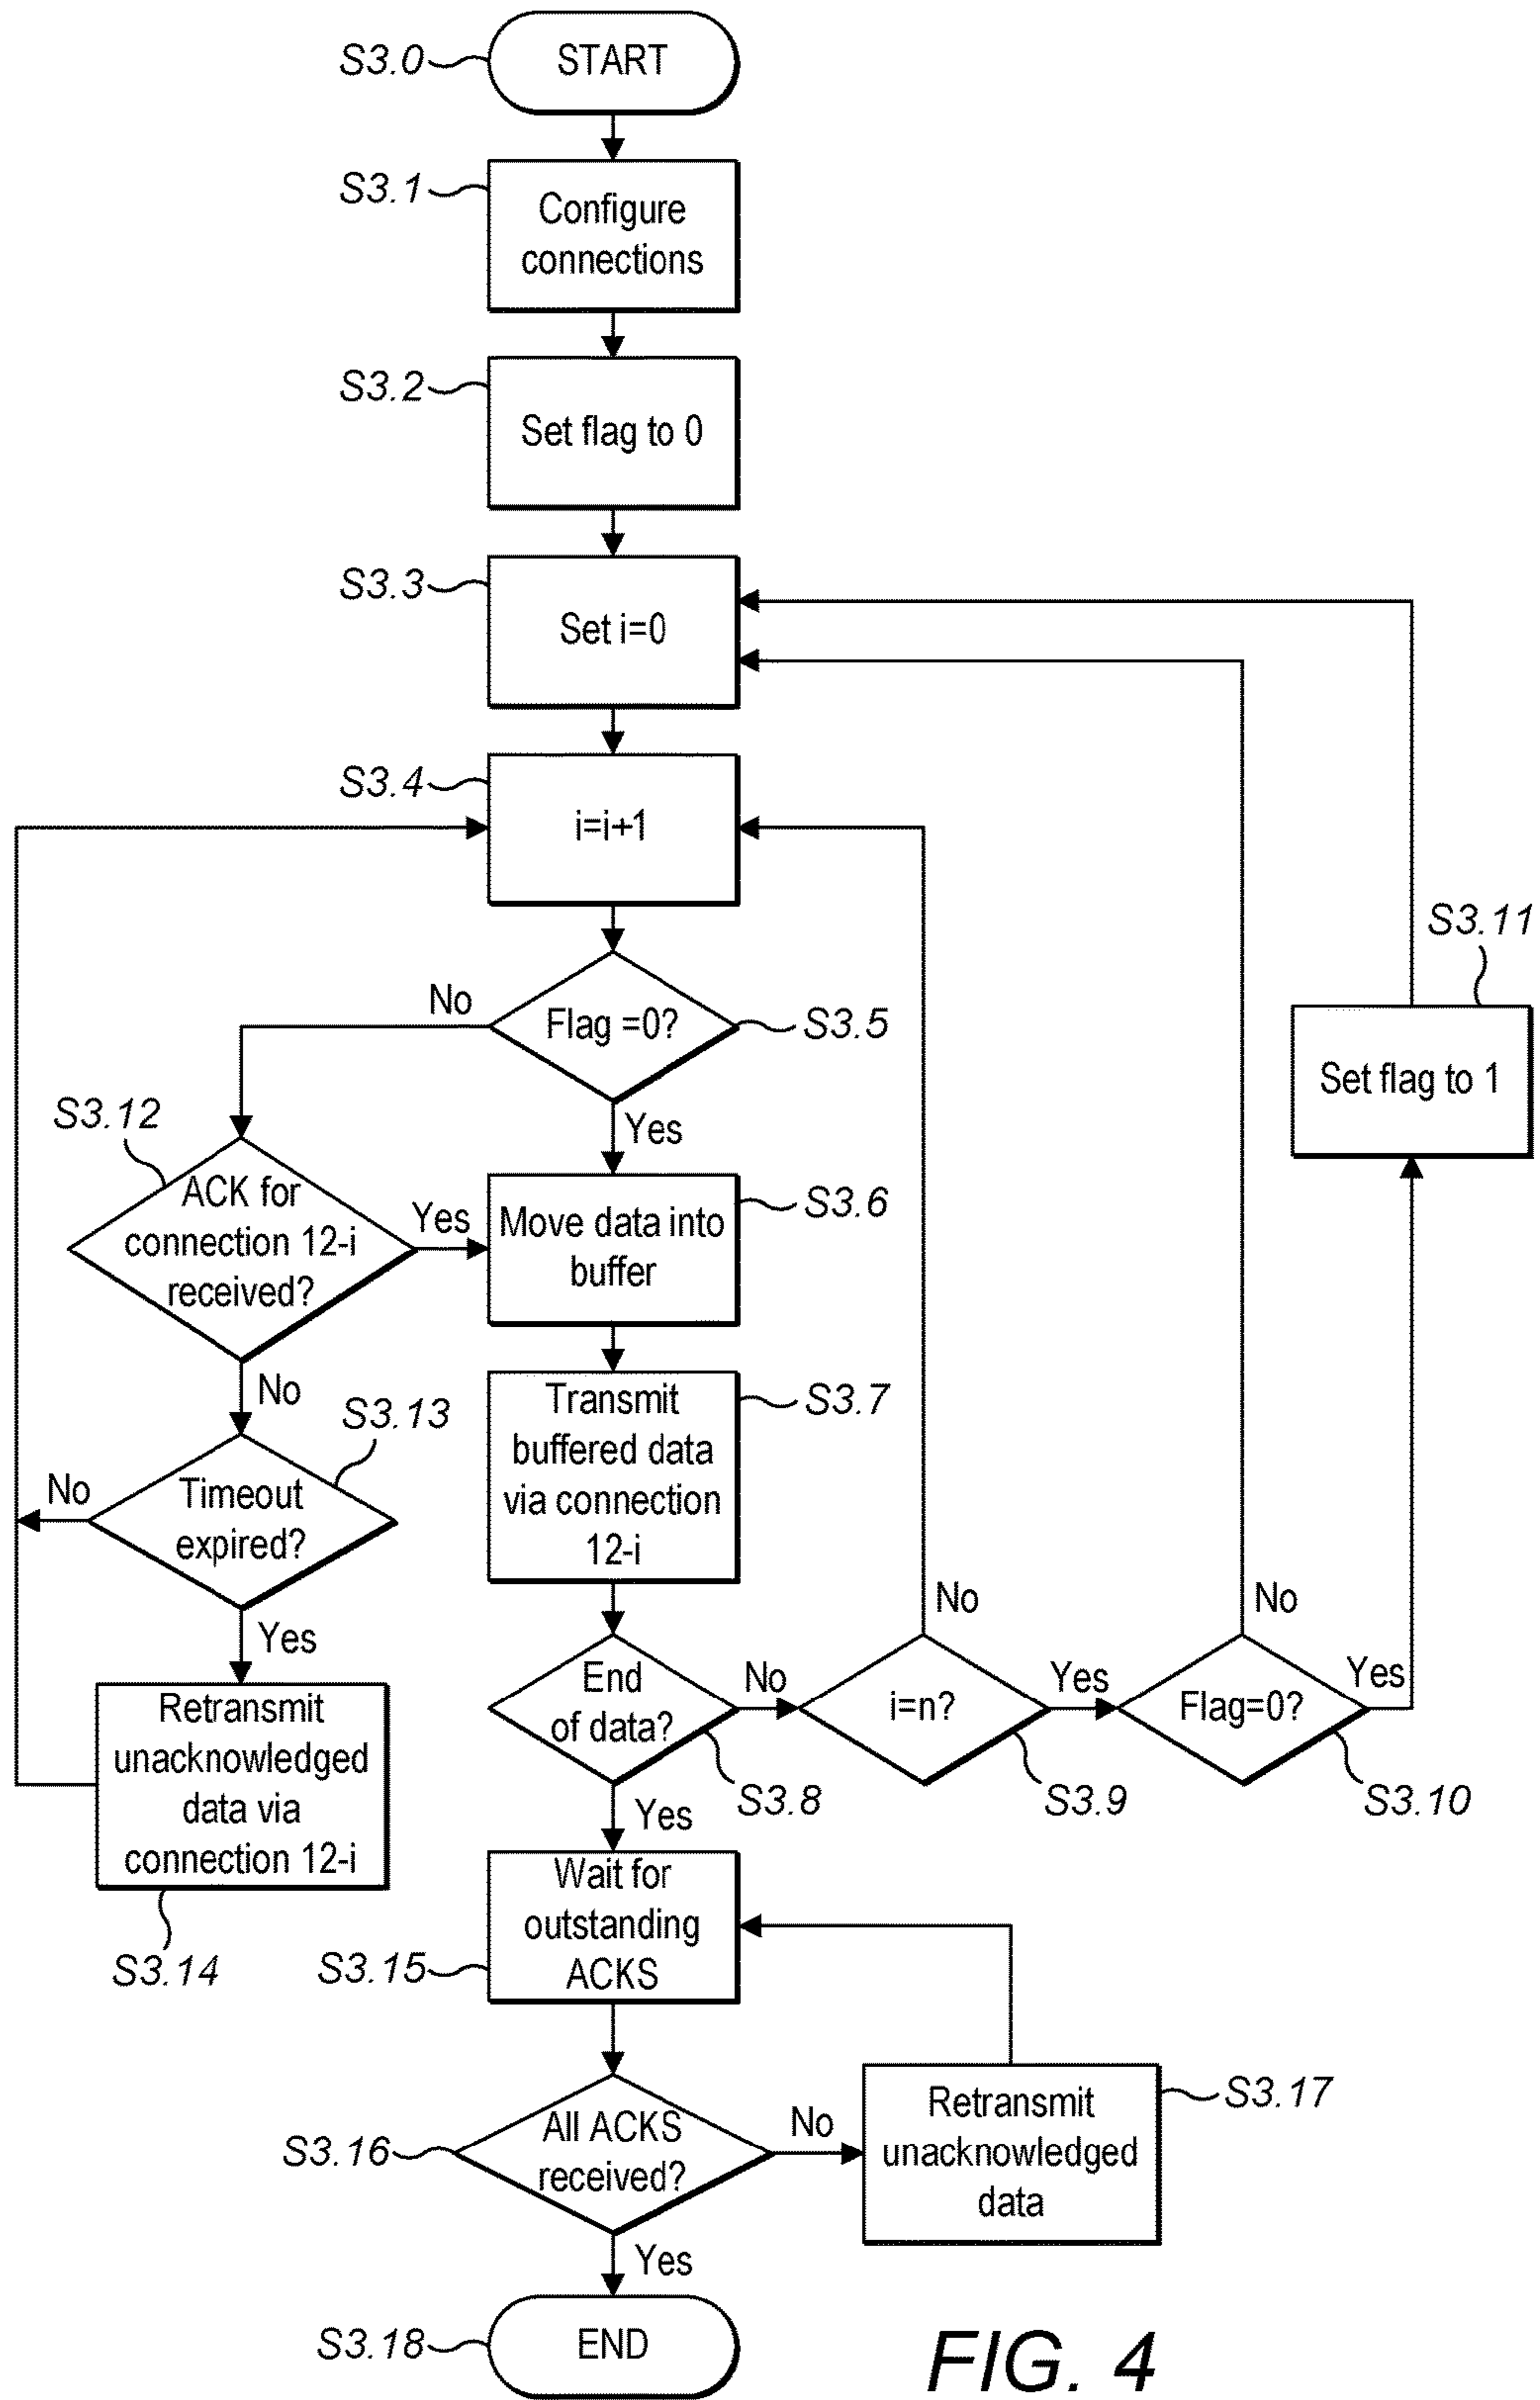 S3.0
START
S3.1
Configure
connections
S3.2
Set flag to 0
S3.3
Set i=0
S3.4
i=i+1
S3.11
Set flag to 1
No
Flag =0?
S3.5
Yes
S3.12
ACK for
connection 12-i
received?
Yes
S3.6
Move data into
buffer
No
S3.13
S3.7
Transmit
buffered data
via connection
12-i
No
Timeout
expired?
Yes
S3.14
Retransmit
unacknowledged
data via
connection 12-i
End
of data?
S3.8
No
i=n?
S3.9
No
Yes
Flag=0?
S3.10
No
Yes
Yes
S3.15
Wait for
outstanding
ACKS
S3.16
All ACKS
received?
No
S3.17
Retransmit
unacknowledged
data
Yes
S3.18
END
FIG. 4